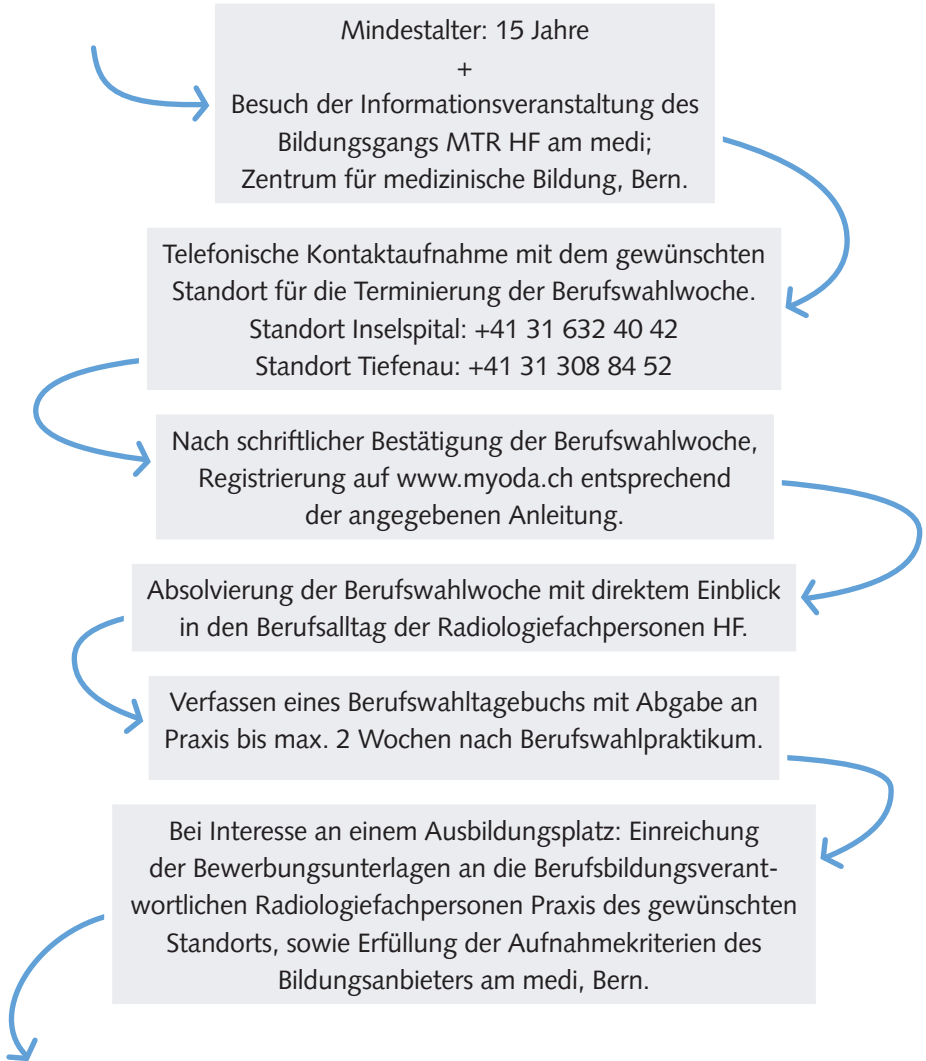 Mindestalter: 15 Jahre
+
Besuch der Informationsveranstaltung des
Bildungsgangs MTR HF am medi;
Zentrum für medizinische Bildung, Bern.
Telefonische Kontaktaufnahme mit dem gewünschten
Standort für die Terminierung der Berufswahlwoche.
Standort Inselspital: +41 31 632 40 42
Standort Tiefenau: +41 31 308 84 52
Nach schriftlicher Bestätigung der Berufswahlwoche,
Registrierung auf www.myoda.ch entsprechend
der angegebenen Anleitung.
Absolvierung der Berufswahlwoche mit direktem Einblick
in den Berufsalltag der Radiologiefachpersonen HF.
Verfassen eines Berufswahltagebuchs mit Abgabe an
Praxis bis max. 2 Wochen nach Berufswahlpraktikum.
Bei Interesse an einem Ausbildungsplatz: Einreichung
der Bewerbungsunterlagen an die Berufsbildungsverant-
wortlichen Radiologiefachpersonen Praxis des gewünschten
Standorts, sowie Erfüllung der Aufnahmekriterien des
Bildungsanbieters am medi, Bern.